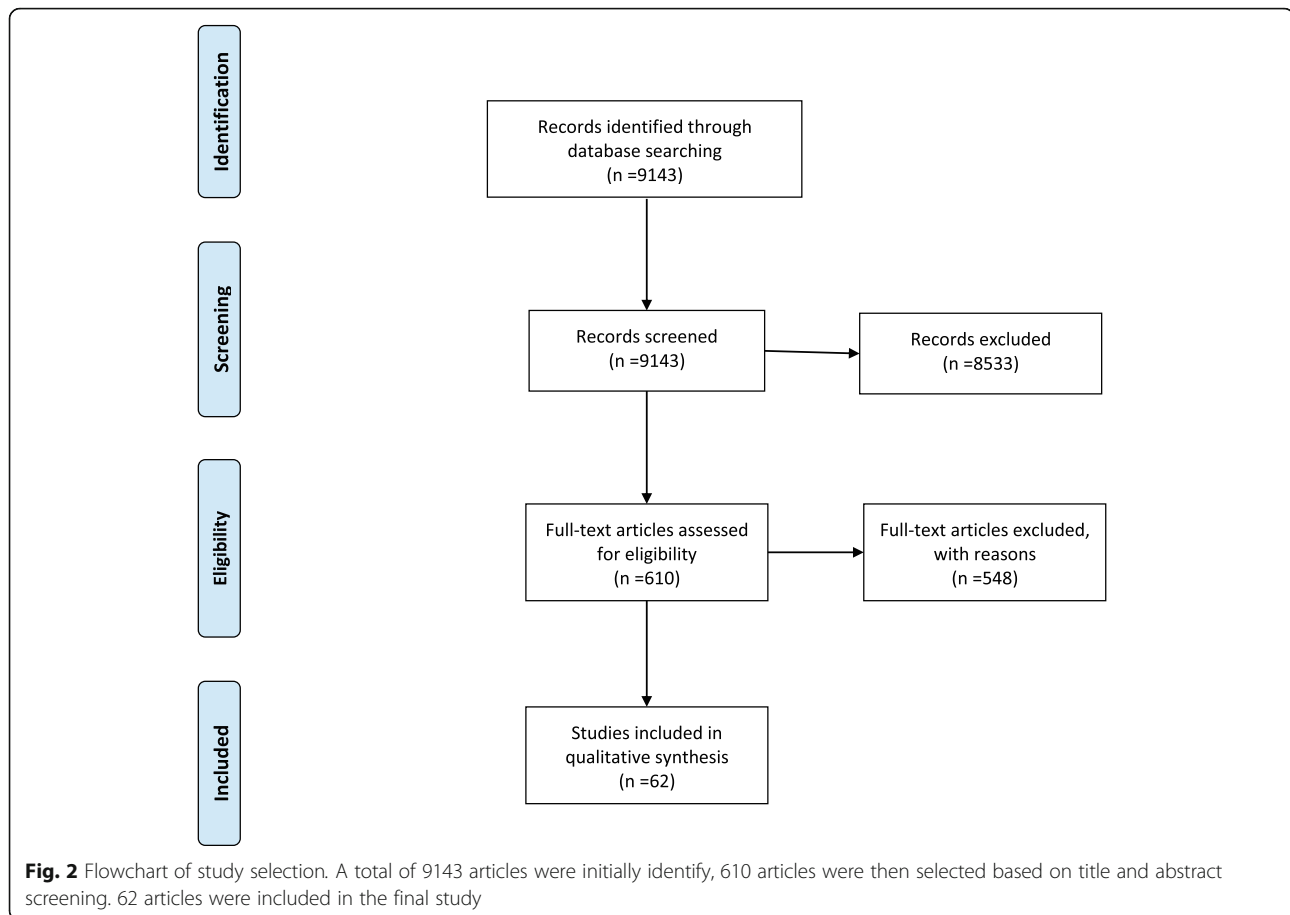 Identification
Records identified through
database searching
(n =9143)
Screening
Records screened
(n =9143)
Records excluded
(n =8533)
Eligibility
Full-text articles assessed
for eligibility
(n =610)
Full-text articles excluded,
with reasons
(n =548)
Included
Studies included in
qualitative synthesis
(n =62)
Fig. 2 Flowchart of study selection. A total of 9143 articles were initially identify, 610 articles were then selected based on title and abstract
screening. 62 articles were included in the final study